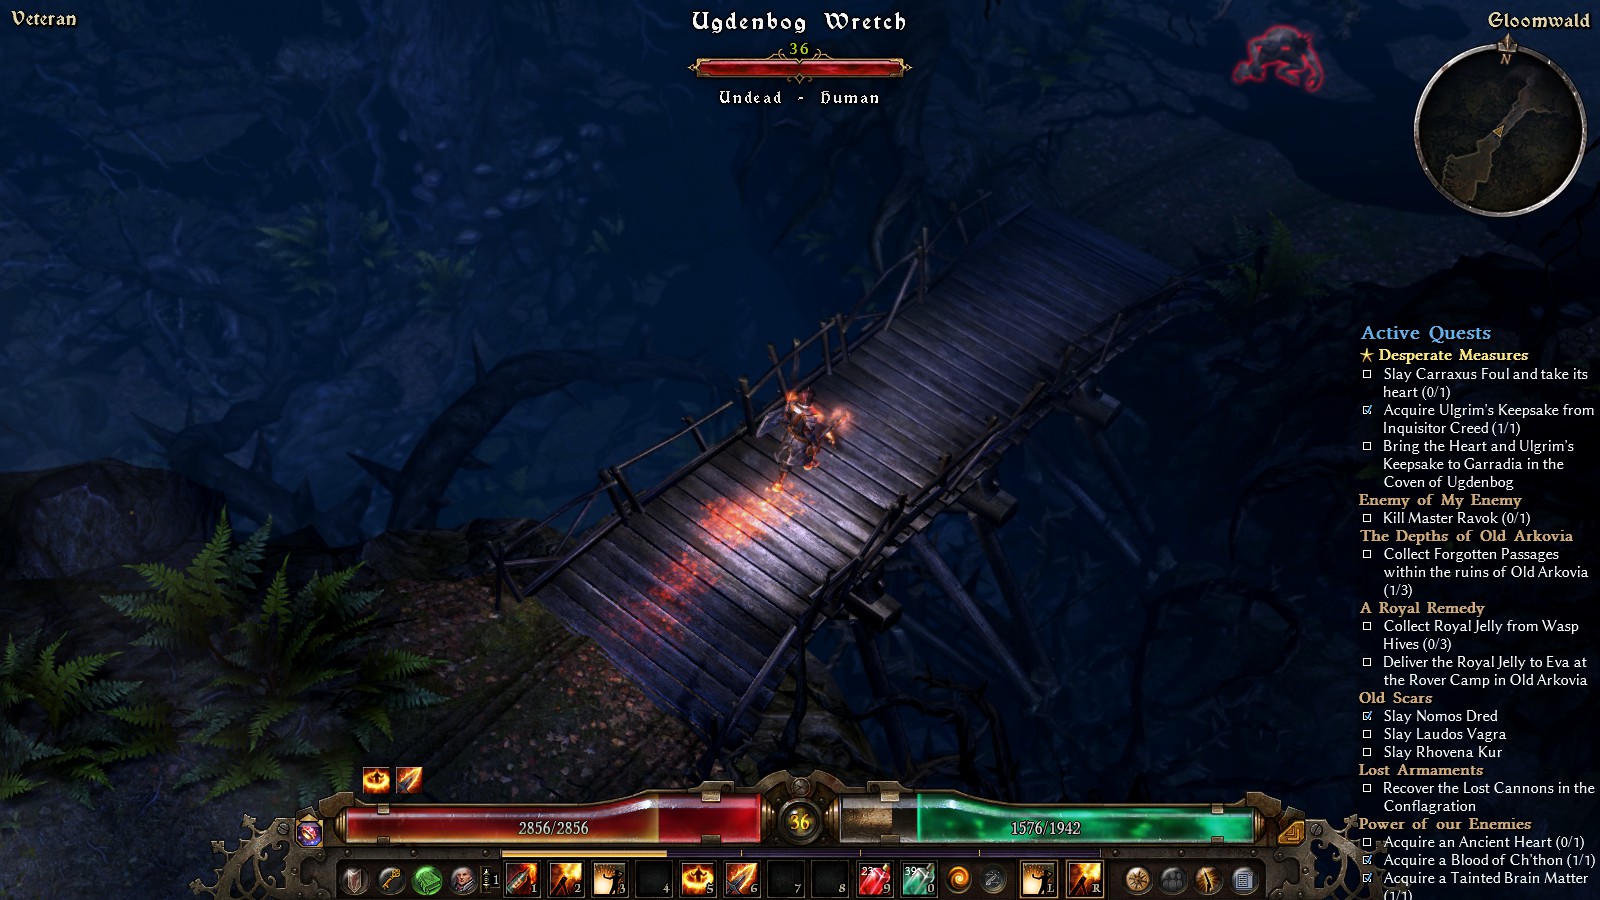 Veteran
Ugdenbog Wretch
36
Undead - Human
Gloomwald
N
Active Quests
Desperate Measures
Slay Carraxus Foul and take its
heart (0/1)
Acquire Ulgrim's Keepsake from
Inquisitor Creed (1/1)
Bring the Heart and Ulgrim's
Keepsake to Garradia in the
Coven of Ugdenbog
Enemy of My Enemy
Kill Master Ravok (0/1)
The Depths of Old Arkovia
Collect Forgotten Passages
within the ruins of Old Arkovia
(1/3)
A Royal Remedy
Collect Royal Jelly from Wasp
Hives (0/3)
Deliver the Royal Jelly to Eva at
the Rover Camp in Old Arkovia
Old Scars
Slay Nomos Dred
Slay Laudos Vagra
Slay Rhovena Kur
Lost Armaments
Recover the Lost Cannons in the
Conflagration
Power of our Enemies
Acquire an Ancient Heart (0/1)
Acquire a Blood of Ch'thon (1/1)
Acquire a Tainted Brain Matter
(1/1)
2856/2856
36
1576/1942
1 1 2 3 4 5 6 7 8 9 0 L R